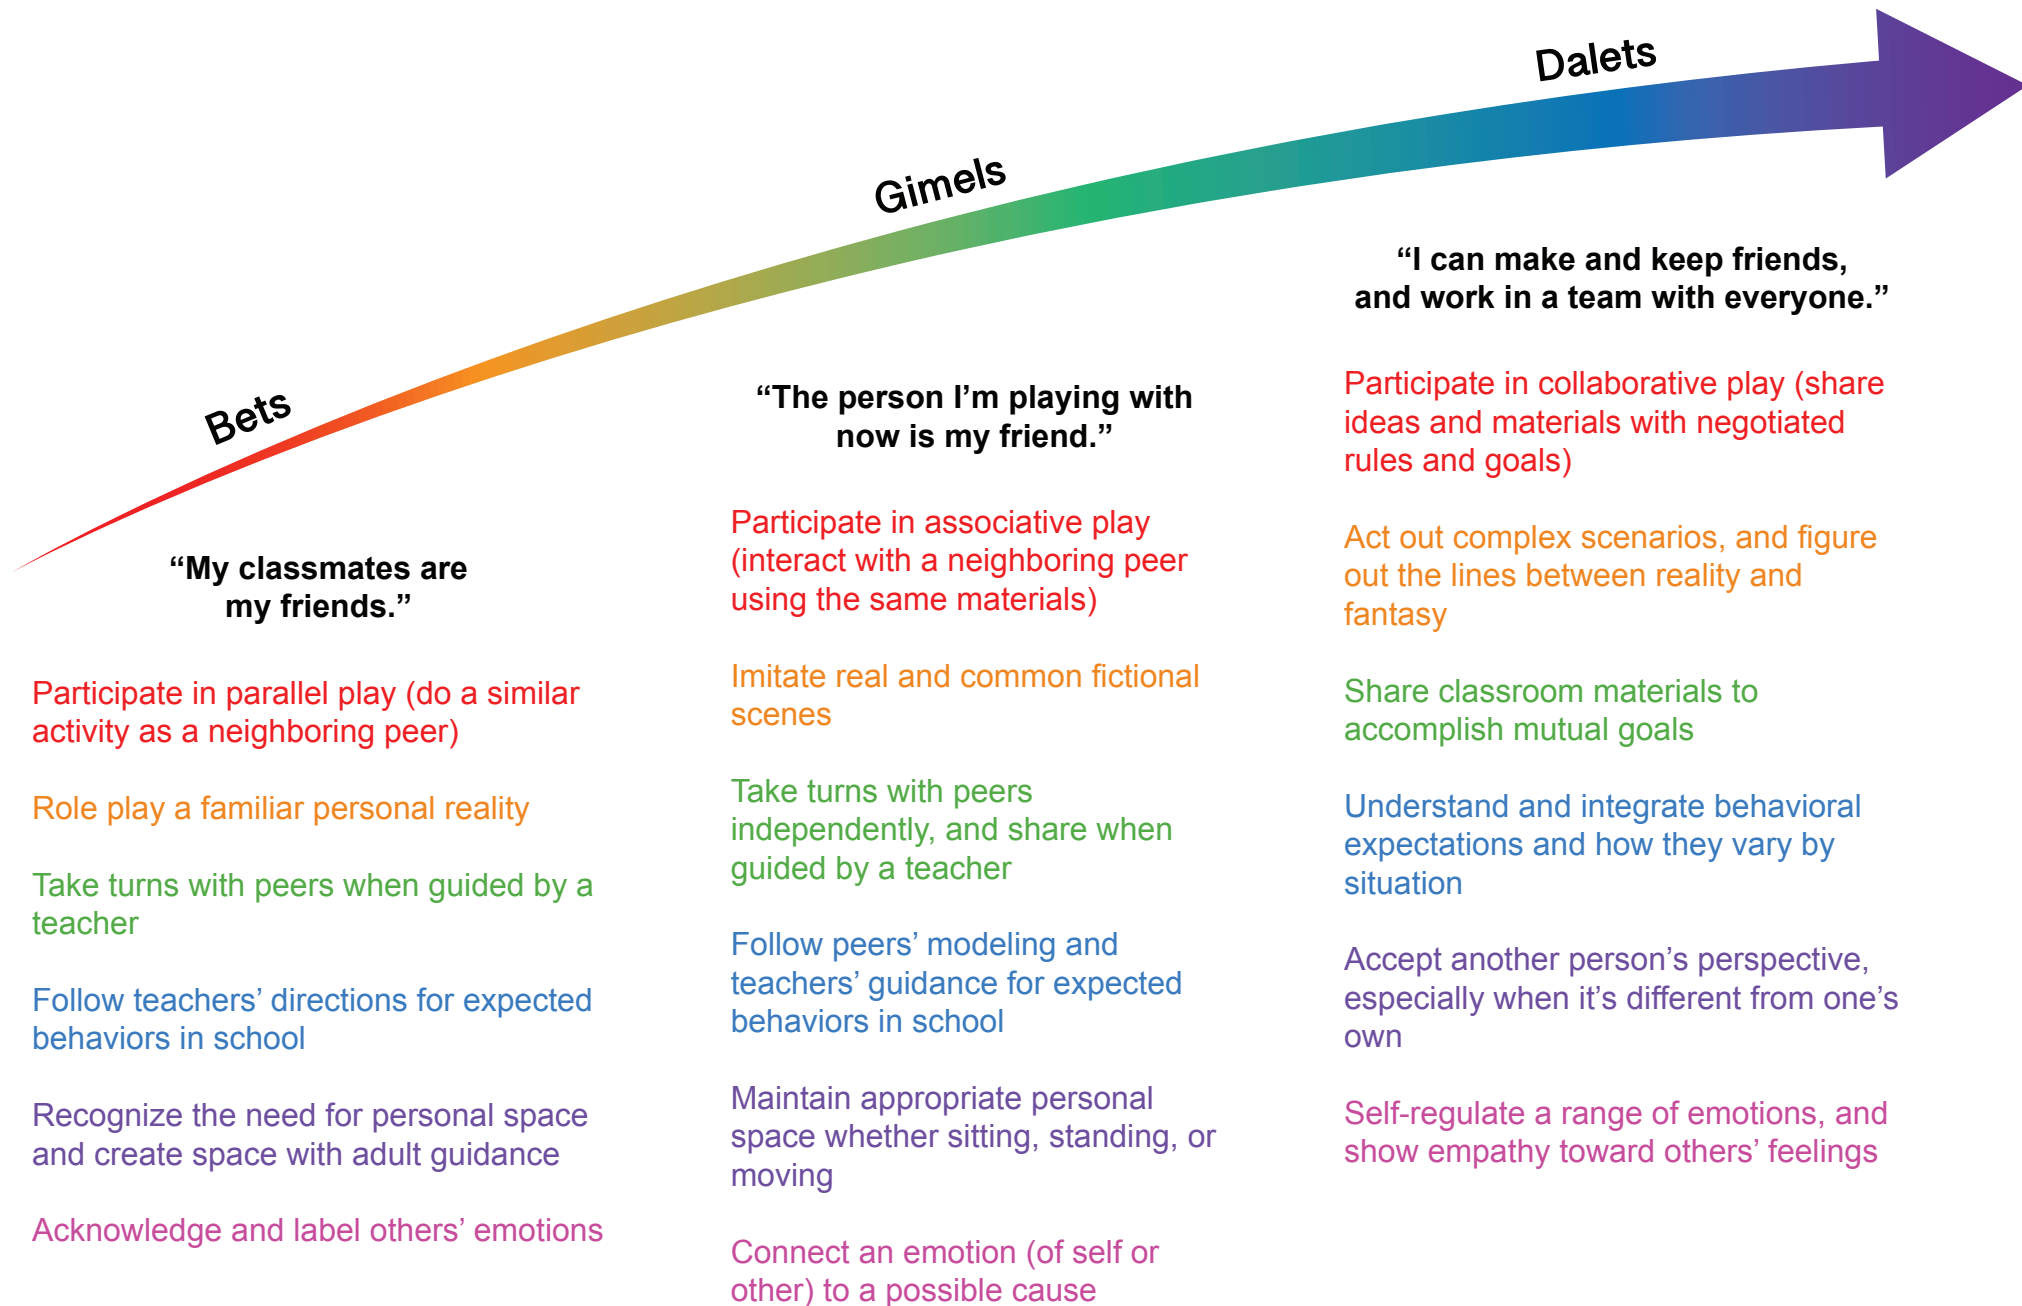 Bets
“My classmates are
my friends.”
Participate in parallel play (do a similar
activity as a neighboring peer)
Role play a familiar personal reality
Take turns with peers when guided by a
teacher
Follow teachers’ directions for expected
behaviors in school
Recognize the need for personal space
and create space with adult guidance
Acknowledge and label others’ emotions
Gimels
“The person I’m playing with
now is my friend.”
Participate in associative play
(interact with a neighboring peer
using the same materials)
Imitate real and common fictional
scenes
Take turns with peers
independently, and share when
guided by a teacher
Follow peers’ modeling and
teachers’ guidance for expected
behaviors in school
Maintain appropriate personal
space whether sitting, standing, or
moving
Connect an emotion (of self or
other) to a possible cause
Dalets
“I can make and keep friends,
and work in a team with everyone.”
Participate in collaborative play (share
ideas and materials with negotiated
rules and goals)
Act out complex scenarios, and figure
out the lines between reality and
fantasy
Share classroom materials to
accomplish mutual goals
Understand and integrate behavioral
expectations and how they vary by
situation
Accept another person’s perspective,
especially when it’s different from one’s
own
Self-regulate a range of emotions, and
show empathy toward others’ feelings